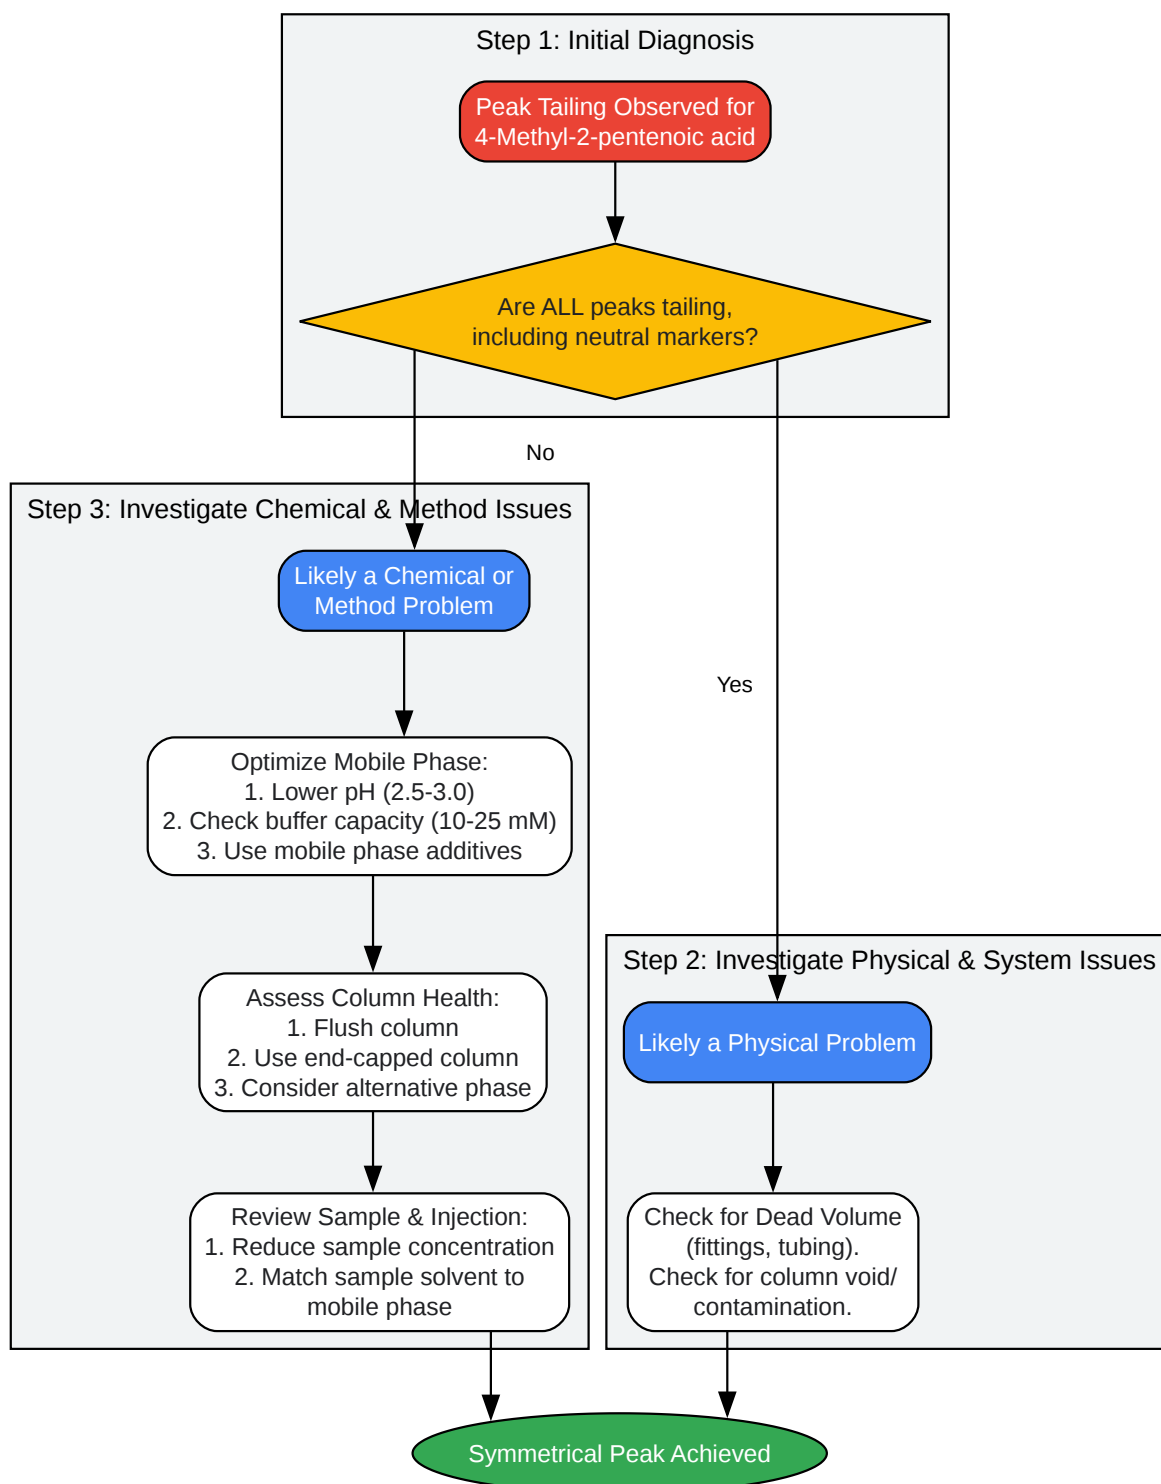 Step 1: Initial Diagnosis
Peak Tailing Observed for
4-Methyl-2-pentenoic acid
Are ALL peaks tailing,
including neutral markers?
No
Yes
Step 3: Investigate Chemical & Method Issues
Likely a Chemical or
Method Problem
Optimize Mobile Phase:
1. Lower pH (2.5-3.0)
2. Check buffer capacity (10-25 mM)
3. Use mobile phase additives
Assess Column Health:
1. Flush column
2. Use end-capped column
3. Consider alternative phase
Review Sample & Injection:
1. Reduce sample concentration
2. Match sample solvent to
mobile phase
Step 2: Investigate Physical & System Issues
Likely a Physical Problem
Check for Dead Volume
(fittings, tubing).
Check for column void/
contamination.
Symmetrical Peak Achieved